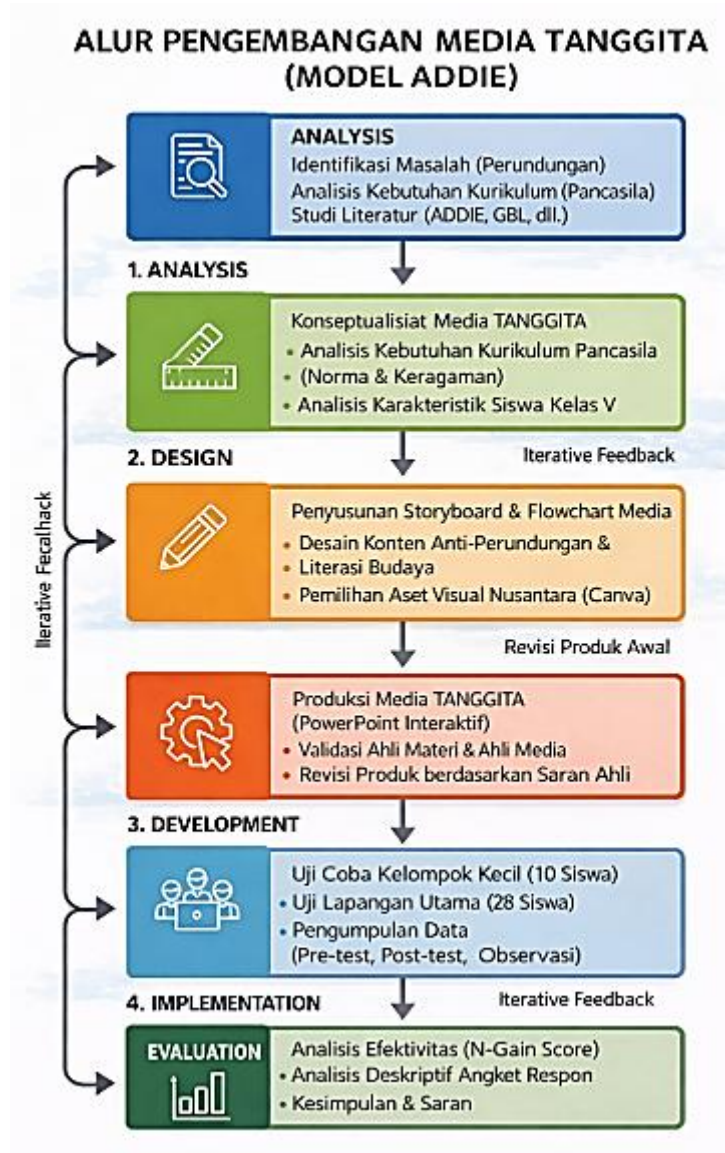 ALUR PENGEMBANGAN MEDIA TANGGITA
(MODEL ADDIE)
ANALYSIS
Identifikasi Masalah (Perundungan)
Analisis Kebutuhan Kurikulum (Pancasila)
Studi Literatur (ADDIE, GBL, dll.)
1. ANALYSIS
Konseptualisiat Media TANGGITA
• Analisis Kebutuhan Kurikulum Pancasila
• (Norma & Keragaman)
• Analisis Karakteristik Siswa Kelas V
2. DESIGN
Iterative Feedback
Penyusunan Storyboard & Flowchart Media
• Desain Konten Anti-Perundungan &
• Literasi Budaya
• Pemilihan Aset Visual Nusantara (Canva)
Revisi Produk Awal
Produksi Media TANGGITA
(PowerPoint Interaktif)
• Validasi Ahli Materi & Ahli Media
• Revisi Produk berdasarkan Saran Ahli
3. DEVELOPMENT
Uji Coba Kelompok Kecil (10 Siswa)
• Uji Lapangan Utama (28 Siswa)
• Pengumpulan Data
(Pre-test, Post-test, Observasi)
4. IMPLEMENTATION
Iterative Feedback
EVALUATION
Analisis Efektivitas (N-Gain Score)
• Analisis Deskriptif Angket Respon
• Kesimpulan & Saran
Iterative Fecalhack